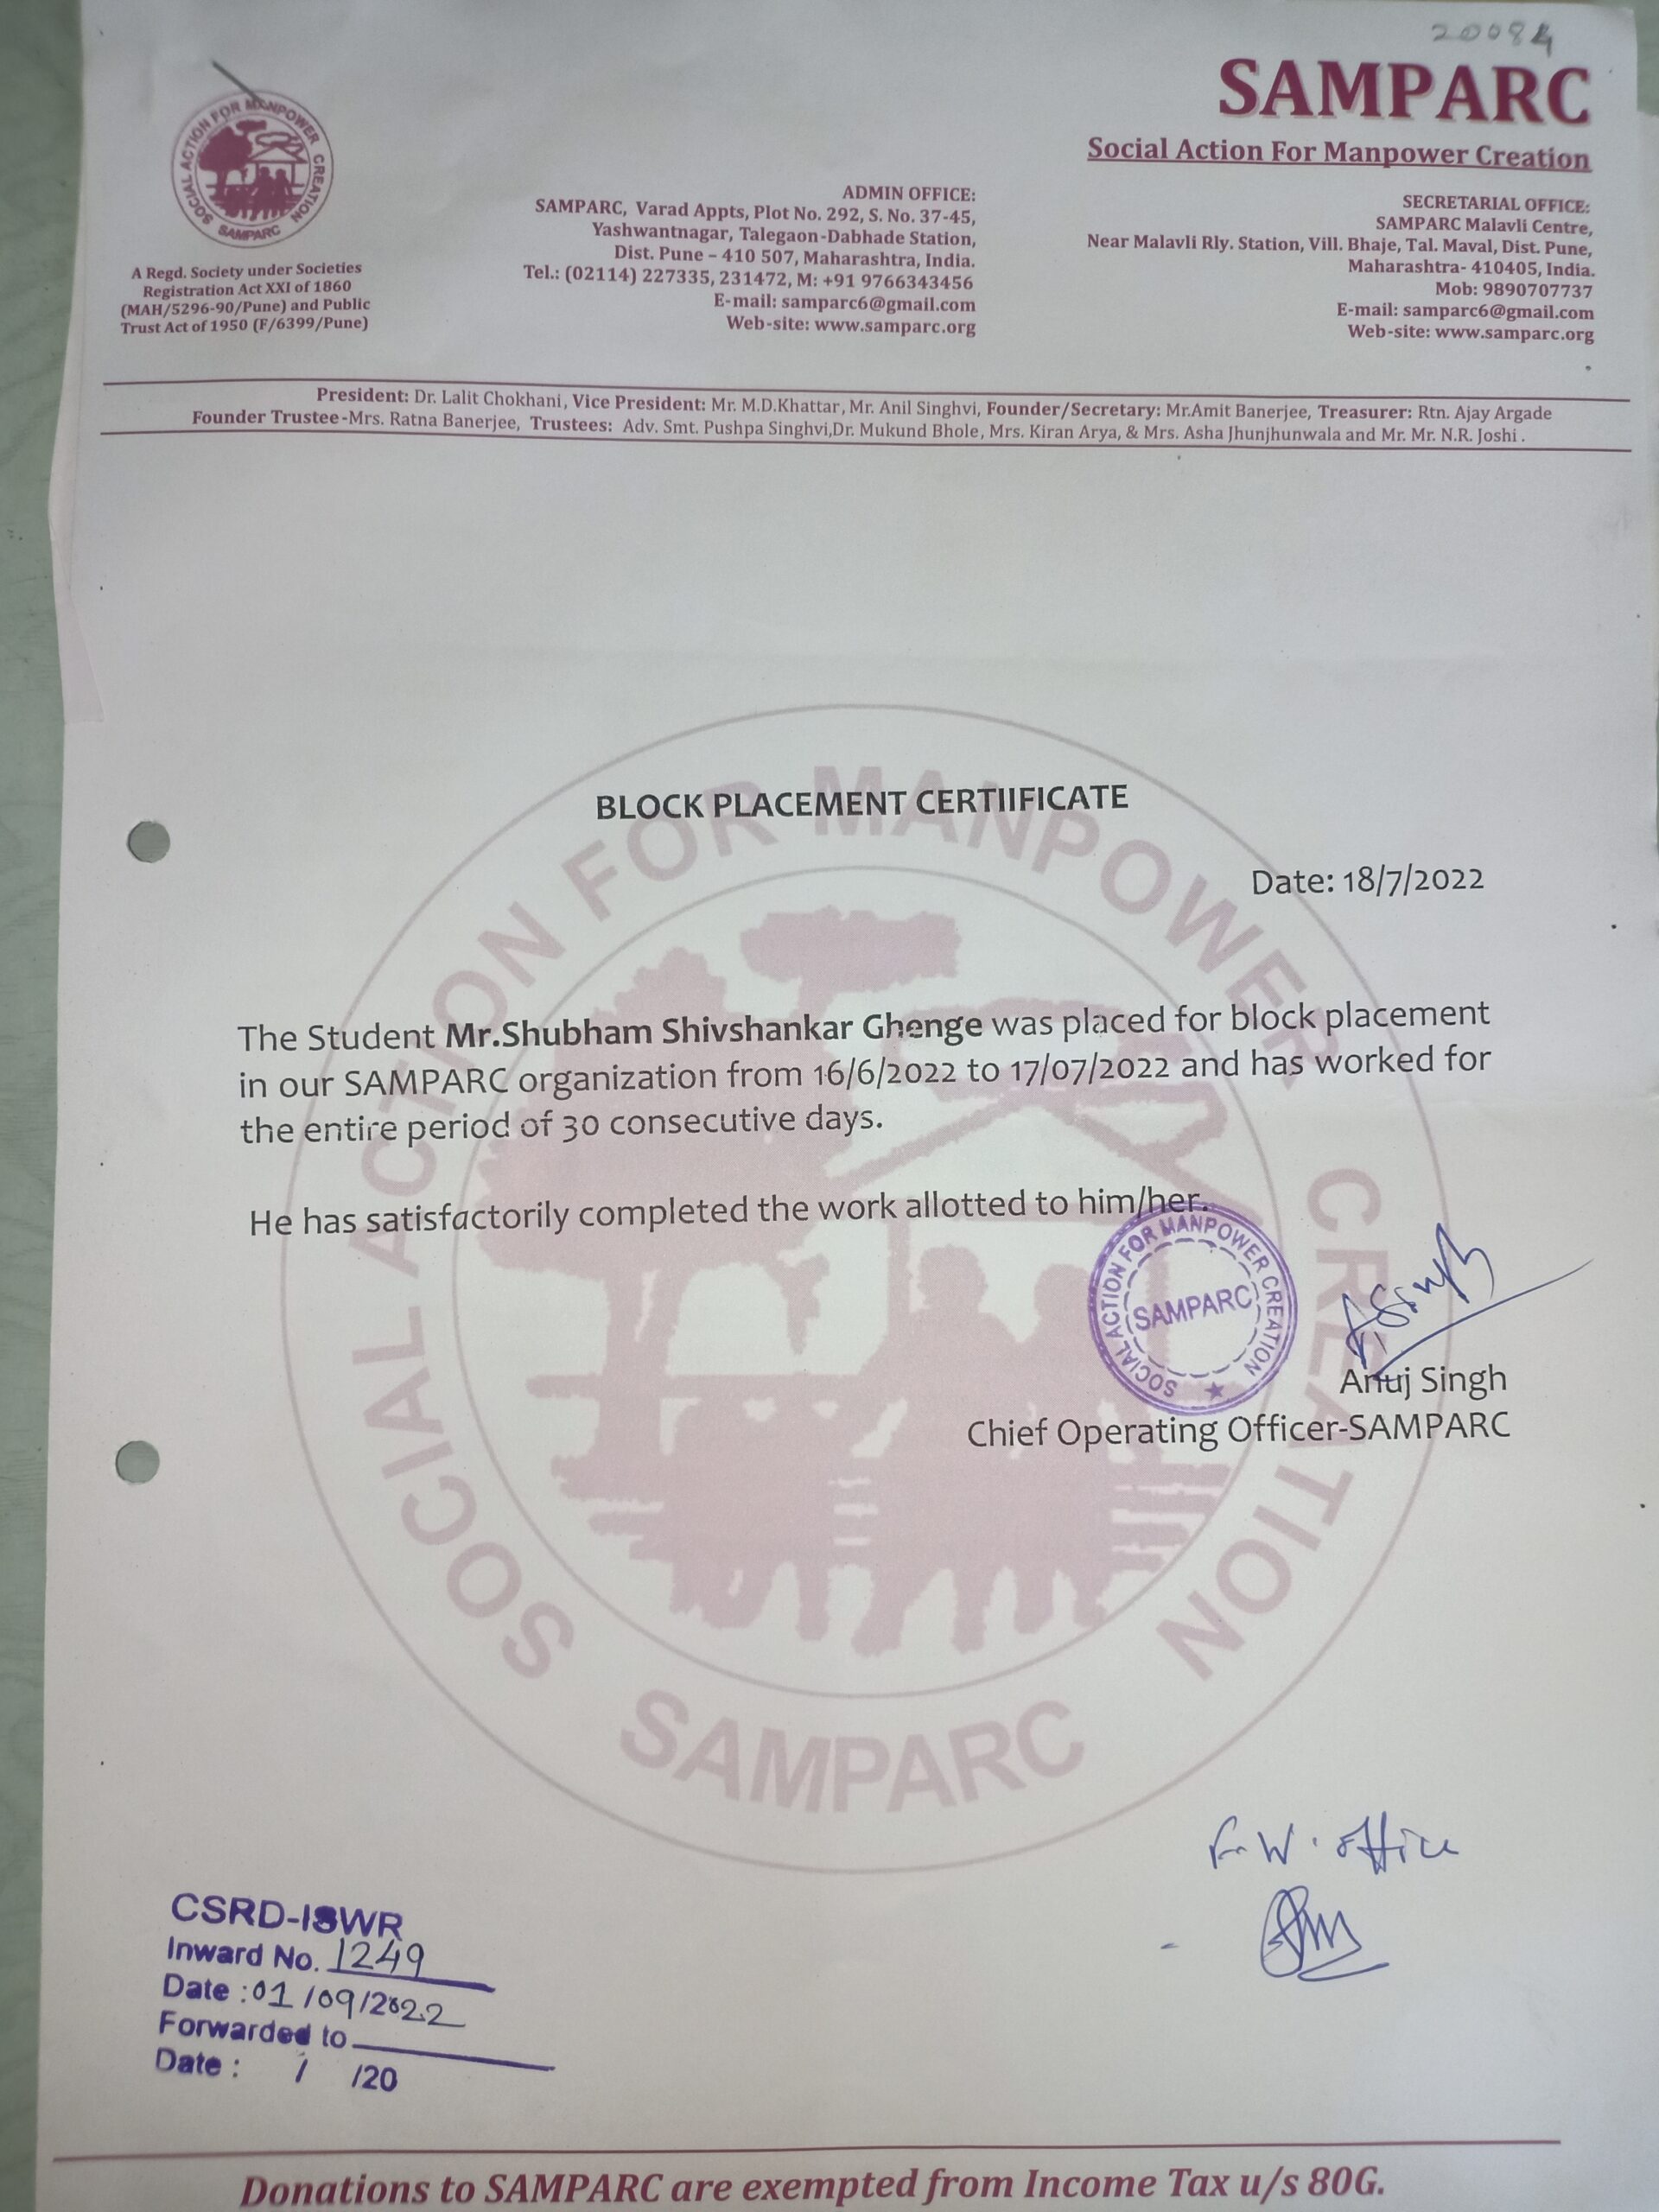 20084
SAMPARC
Social Action For Manpower Creation
SOCIAL ACTION FOR MANPOWER CREATION
SAMPARC
A Regd. Society under Societies
Registration Act XXI of 1860
(MAH/5296-90/Pune) and Public
Trust Act of 1950 (F/6399/Pune)
ADMIN OFFICE:
SAMPARC, Varad Appts, Plot No. 292, S. No. 37-45,
Yashwantnagar, Talegaon-Dabhade Station,
Dist. Pune – 410 507, Maharashtra, India.
Tel.: (02114) 227335, 231472, M: +91 9766343456
E-mail: samparc6@gmail.com
Web-site: www.samparc.org
SECRETARIAL OFFICE:
SAMPARC Malavli Centre,
Near Malavli Rly. Station, Vill. Bhaje, Tal. Maval, Dist. Pune,
Maharashtra- 410405, India.
Mob: 9890707737
E-mail: samparc6@gmail.com
Web-site: www.samparc.org
President: Dr. Lalit Chokhani, Vice President: Mr. M.D.Khattar, Mr. Anil Singhvi, Founder/Secretary: Mr.Amit Banerjee, Treasurer: Rtn. Ajay Argade
Founder Trustee-Mrs. Ratna Banerjee, Trustees: Adv. Smt. Pushpa Singhvi,Dr. Mukund Bhole, Mrs. Kiran Arya, & Mrs. Asha Jhunjhunwala and Mr. Mr. N.R. Joshi .
BLOCK PLACEMENT CERTIIFICATE
Date: 18/7/2022
The Student Mr.Shubham Shivshankar Ghenge was placed for block placement
in our SAMPARC organization from 16/6/2022 to 17/07/2022 and has worked for
the entire period of 30 consecutive days.
He has satisfactorily completed the work allotted to him/her.
SOCIAL ACTION FOR MANPOWER CREATION
SAMPARC
ASingh
Anuj Singh
Chief Operating Officer-SAMPARC
SOCIAL ACTION FOR MANPOWER CREATION
SAMPARC
F.W. office
CSRD-ISWR
Inward No. 1249
Date :01/09/2022
Forwarded to
Date : / /20
Donations to SAMPARC are exempted from Income Tax u/s 80G.